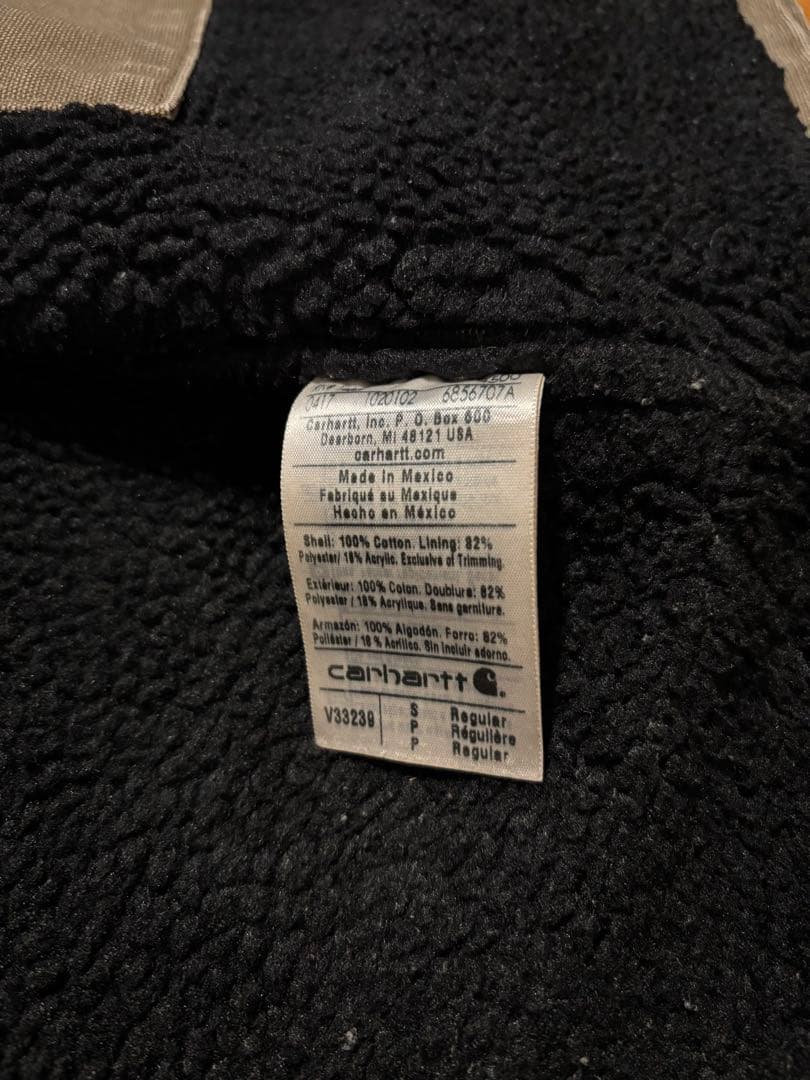 0417 1020102 6856707A
Carhartt, Inc. P. O. Box 600
Dearborn, MI 48121 USA
carhartt.com
Made in Mexico
Fabriqué au Mexique
Hecho en México
Shell: 100% Cotton. Lining: 82%
Polyester/ 18% Acrylic. Exclusive of Trimming.
Extérieur: 100% Coton. Doublure: 82%
Polyester / 18% Acrylique. Sans garniture.
Armazón: 100% Algodón. Forro: 82%
Poliéster / 18 % Acrílico. Sin incluir adorno.
carhartt
V33239 S Regular
P Régulière
P Regular